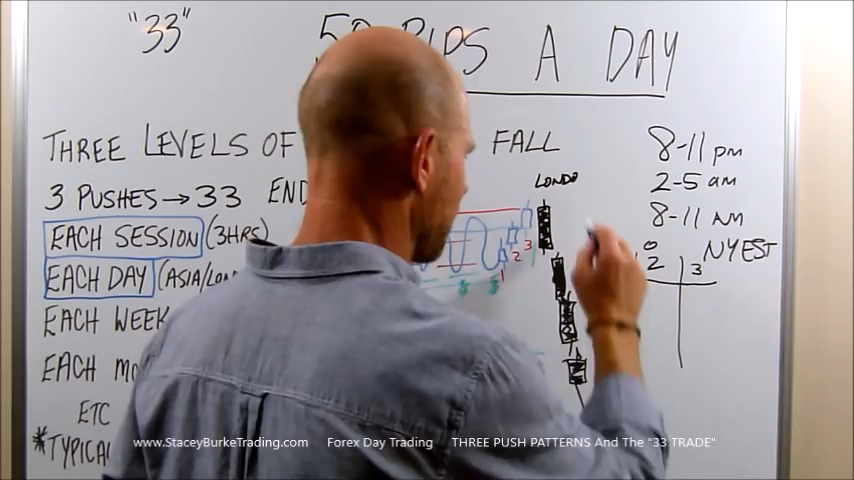 "33"
50 PIPS A DAY
THREE LEVELS OF FALL
3 PUSHES → 33 END
EACH SESSION (3HRS)
EACH DAY (ASIA/LON
EACH WEEK
EACH MO
ETC
*TYPICAL
LONDO
1 2 3
8-11 pm
2-5 am
8-11 AM
NY EST
2 3
www.StaceyBurkeTrading.com Forex Day Trading THREE PUSH PATTERNS And The "33 TRADE"